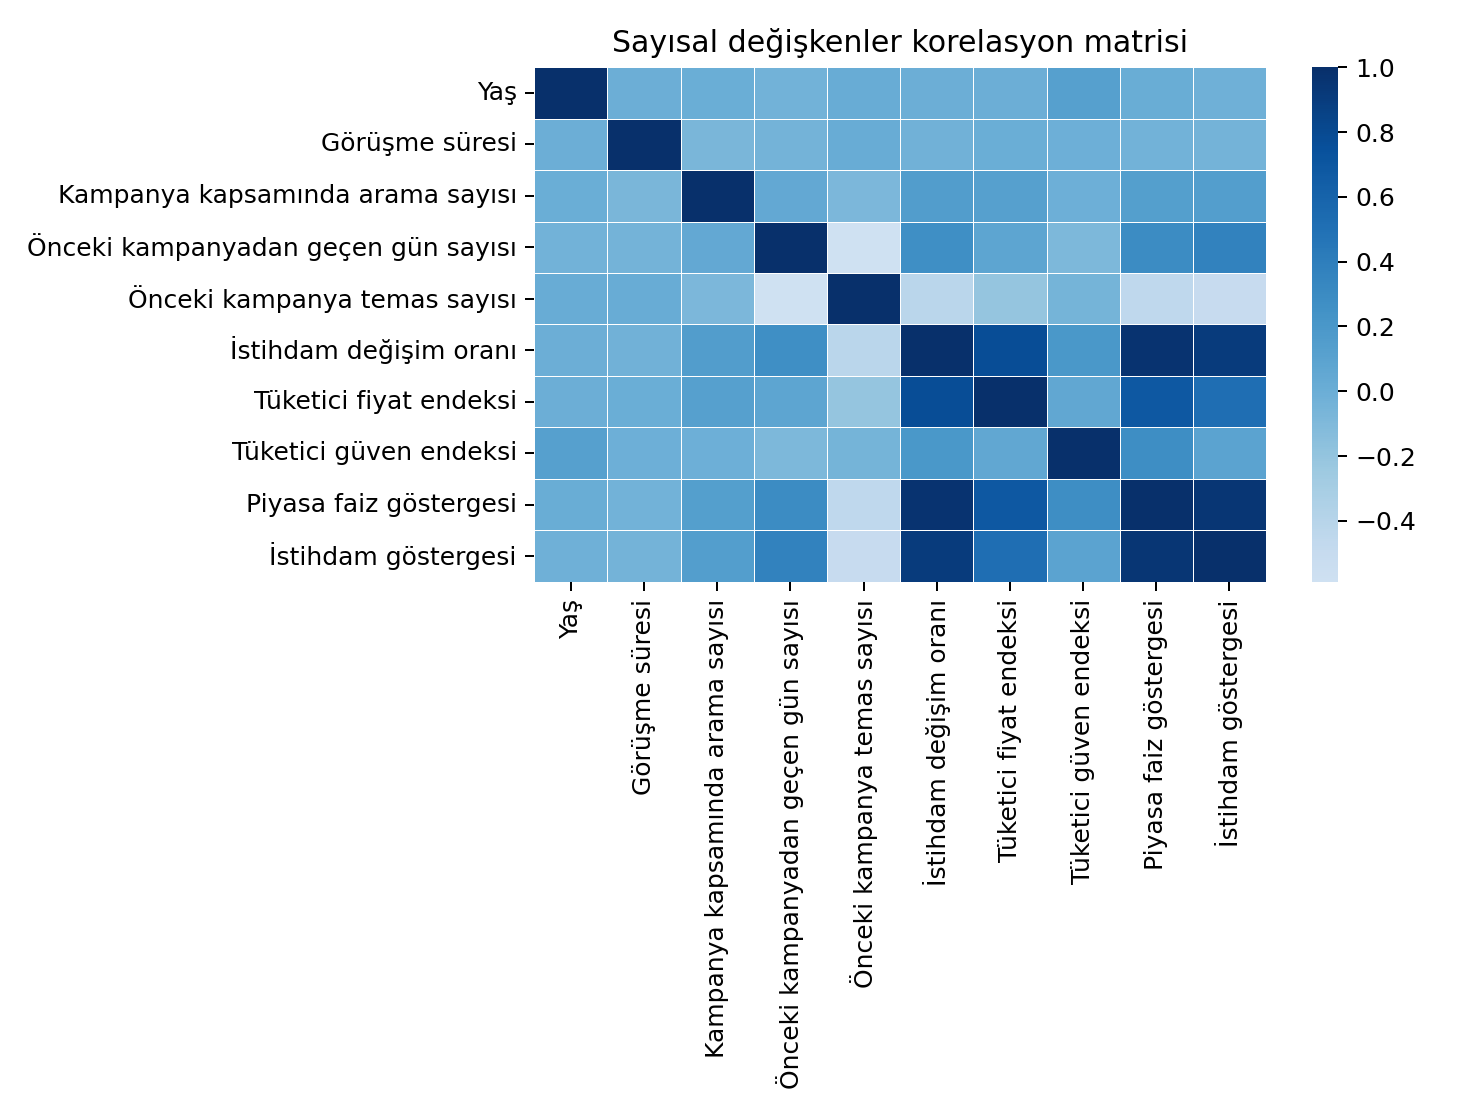 Sayısal değişkenler korelasyon matrisi
Yaş
Görüşme süresi
Kampanya kapsamında arama sayısı
Önceki kampanyadan geçen gün sayısı
Önceki kampanya temas sayısı
İstihdam değişim oranı
Tüketici fiyat endeksi
Tüketici güven endeksi
Piyasa faiz göstergesi
İstihdam göstergesi
Yaş
Görüşme süresi
Kampanya kapsamında arama sayısı
Önceki kampanyadan geçen gün sayısı
Önceki kampanya temas sayısı
İstihdam değişim oranı
Tüketici fiyat endeksi
Tüketici güven endeksi
Piyasa faiz göstergesi
İstihdam göstergesi
1.0
0.8
0.6
0.4
0.2
0.0
−0.2
−0.4